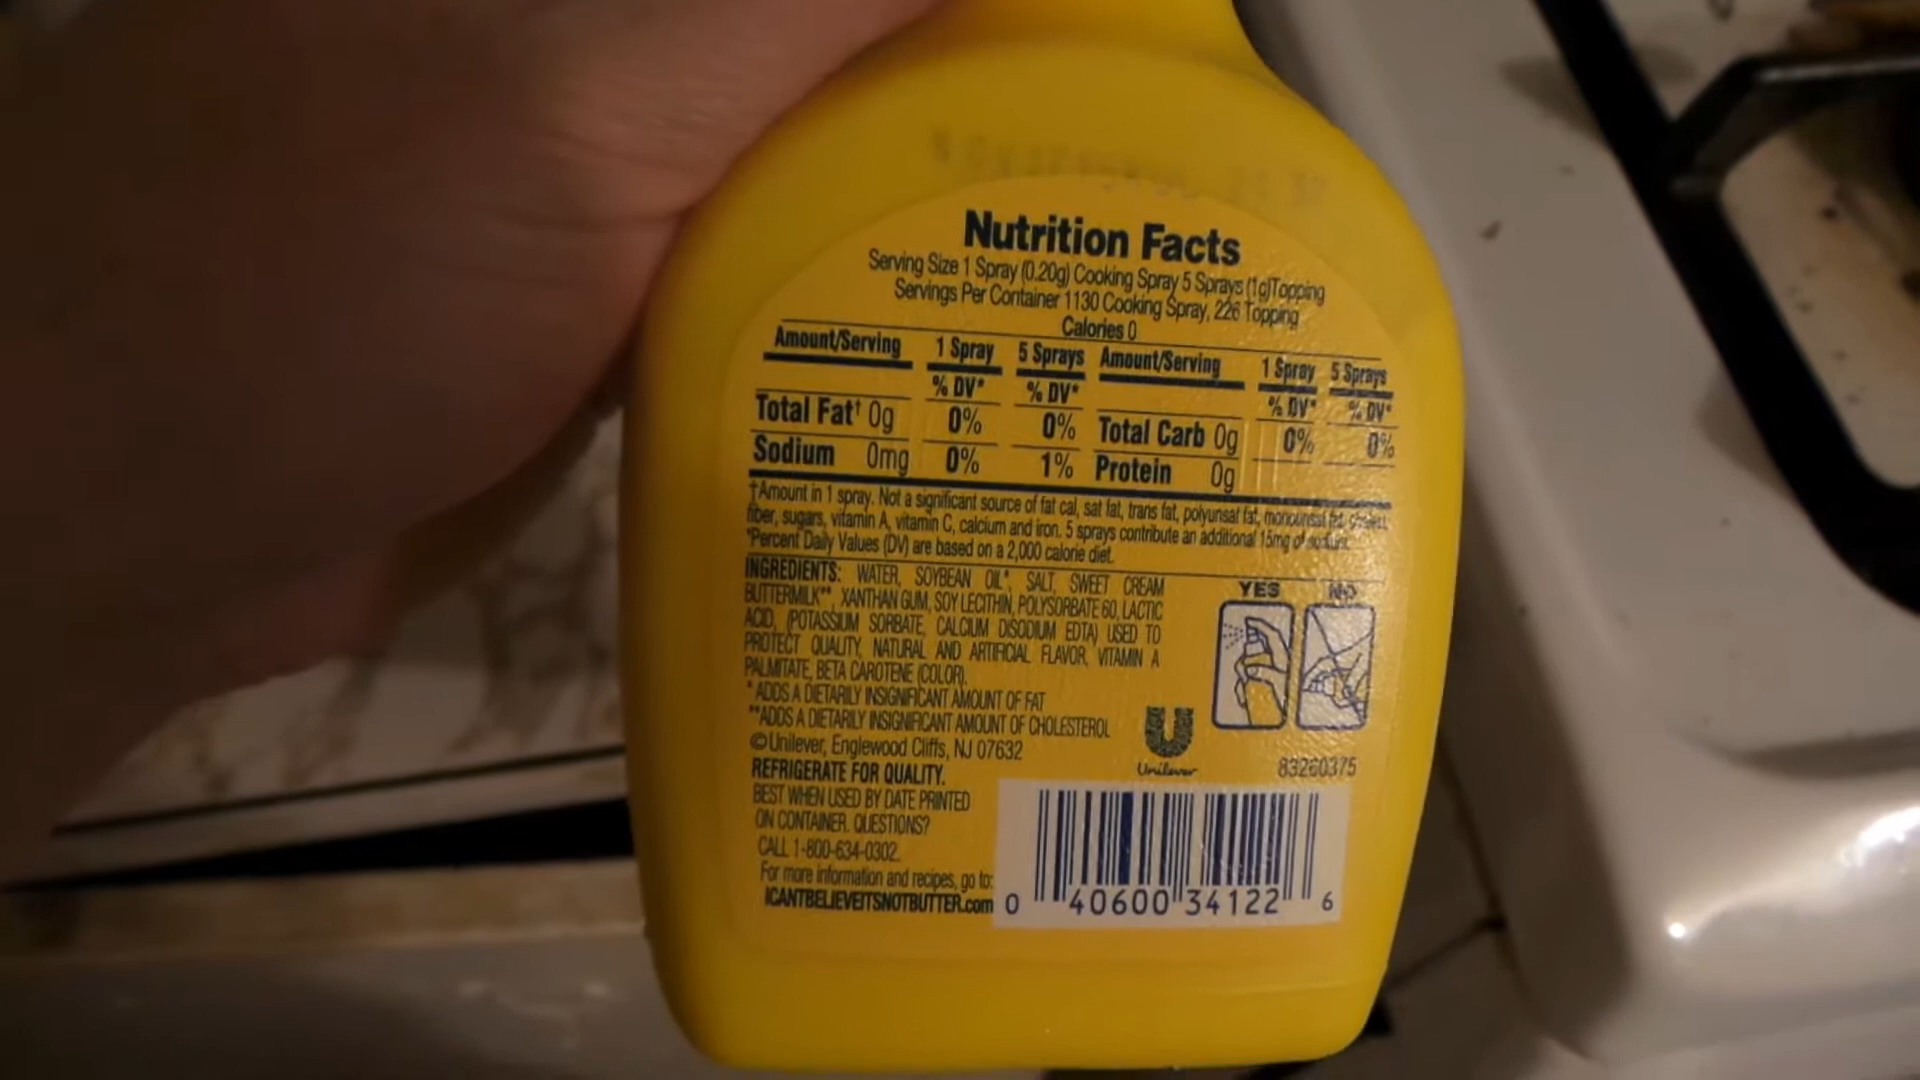 Nutrition Facts
Serving Size 1 Spray (0.20g) Cooking Spray 5 Sprays (1g)Topping
Servings Per Container 1130 Cooking Spray, 226 Topping
Calories 0
Amount/Serving 1 Spray 5 Sprays Amount/Serving 1 Spray 5 Sprays
% DV* % DV* % DV* % DV*
Total Fat† 0g 0% 0% Total Carb 0g 0% 0%
Sodium 0mg 0% 1% Protein 0g
†Amount in 1 spray. Not a significant source of fat cal, sat fat, trans fat, polyunsat fat, monounsat fat, cholest,
fiber, sugars, vitamin A, vitamin C, calcium and iron. 5 sprays contribute an additional 15mg of sodium.
*Percent Daily Values (DV) are based on a 2,000 calorie diet.
INGREDIENTS: WATER, SOYBEAN OIL*, SALT, SWEET CREAM
BUTTERMILK**, XANTHAN GUM, SOY LECITHIN, POLYSORBATE 60, LACTIC
ACID, (POTASSIUM SORBATE, CALCIUM DISODIUM EDTA) USED TO
PROTECT QUALITY, NATURAL AND ARTIFICIAL FLAVOR, VITAMIN A
PALMITATE, BETA CAROTENE (COLOR).
* ADDS A DIETARILY INSIGNIFICANT AMOUNT OF FAT
**ADDS A DIETARILY INSIGNIFICANT AMOUNT OF CHOLESTEROL
©Unilever, Englewood Cliffs, NJ 07632
REFRIGERATE FOR QUALITY.
BEST WHEN USED BY DATE PRINTED
ON CONTAINER. QUESTIONS?
CALL 1-800-634-0302.
For more information and recipes, go to:
ICANTBELIEVEITSNOTBUTTER.com
YES NO
Unilever
83260375
0 40600 34122 6